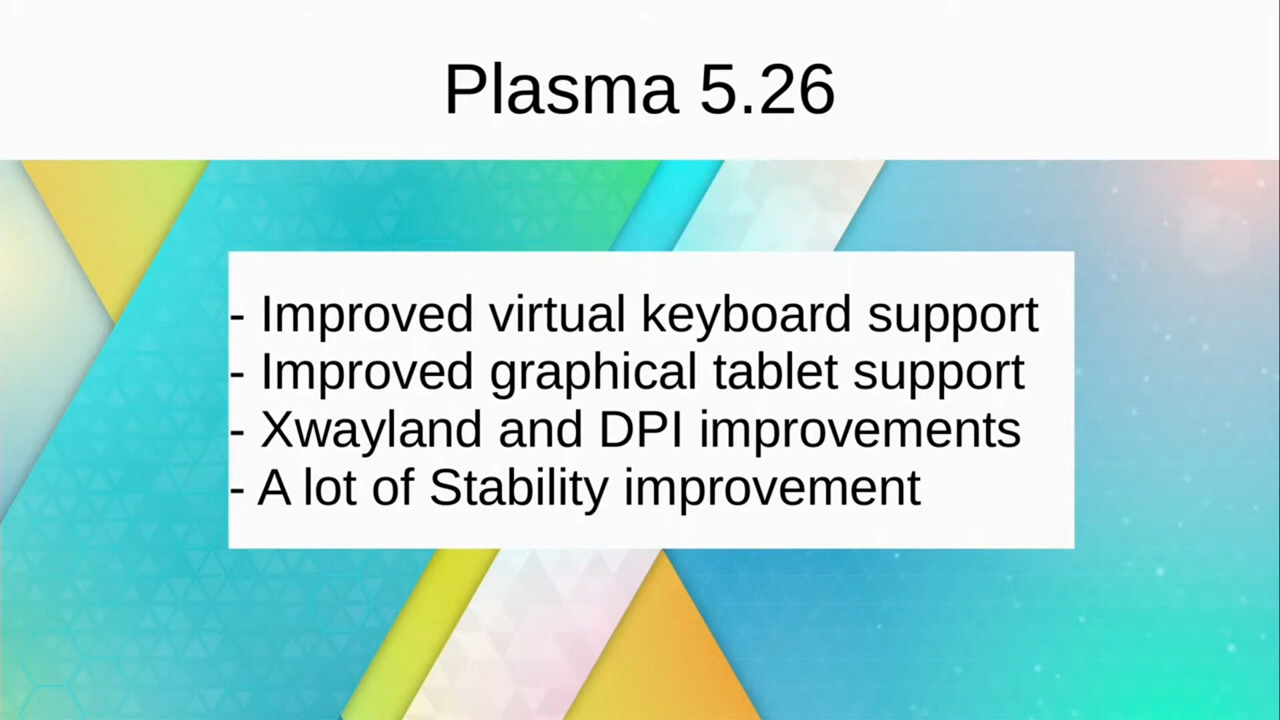 Plasma 5.26
- Improved virtual keyboard support
- Improved graphical tablet support
- Xwayland and DPI improvements
- A lot of Stability improvement